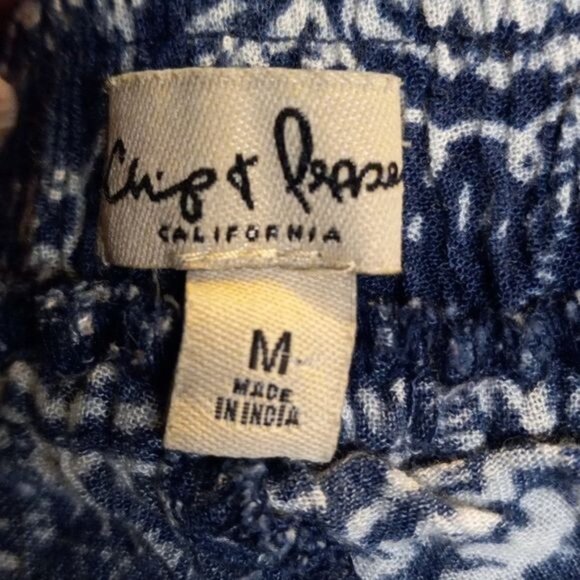 Chip & Pepper
CALIFORNIA
M
MADE
IN INDIA